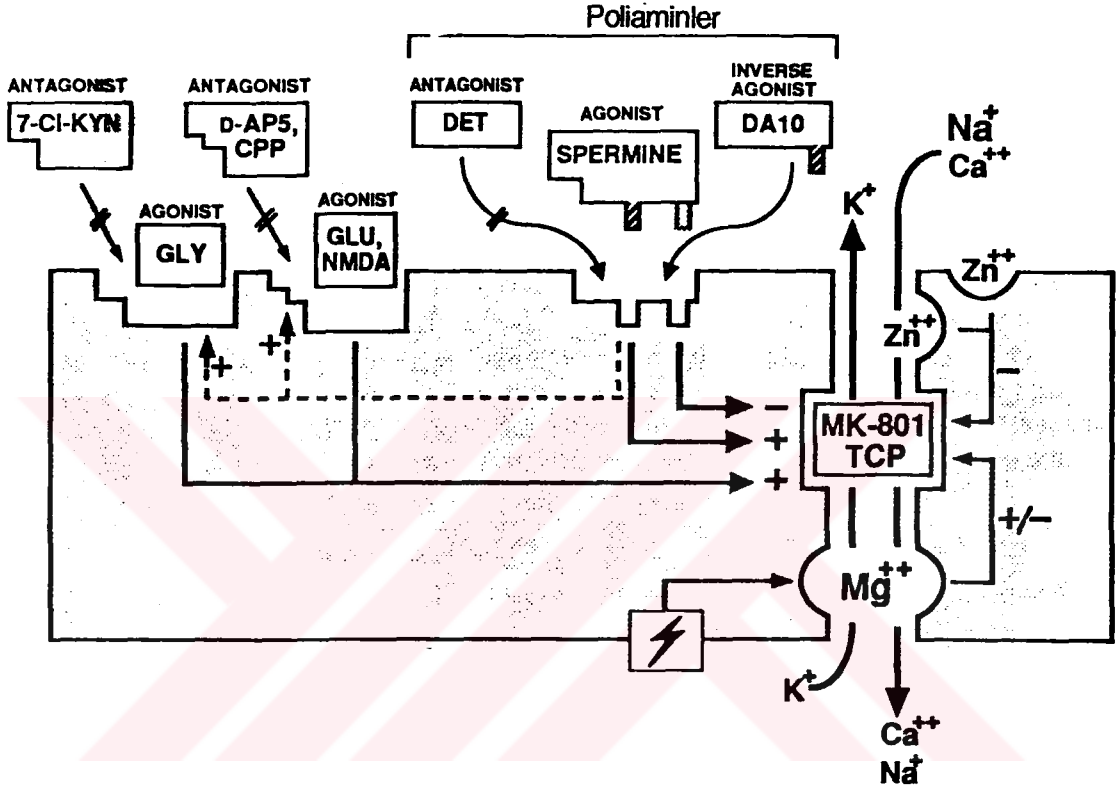 Poliaminler
ANTAGONIST
7-Cl-KYN
ANTAGONIST
D-AP5,
CPP
ANTAGONIST
DET
AGONIST
SPERMINE
INVERSE
AGONIST
DA10
AGONIST
GLY
AGONIST
GLU,
NMDA
Na+
Ca++
K+
Zn++
Zn++
+
+
−
−
+
+
MK-801
TCP
+/−
Mg++
K+
Ca++
Na+